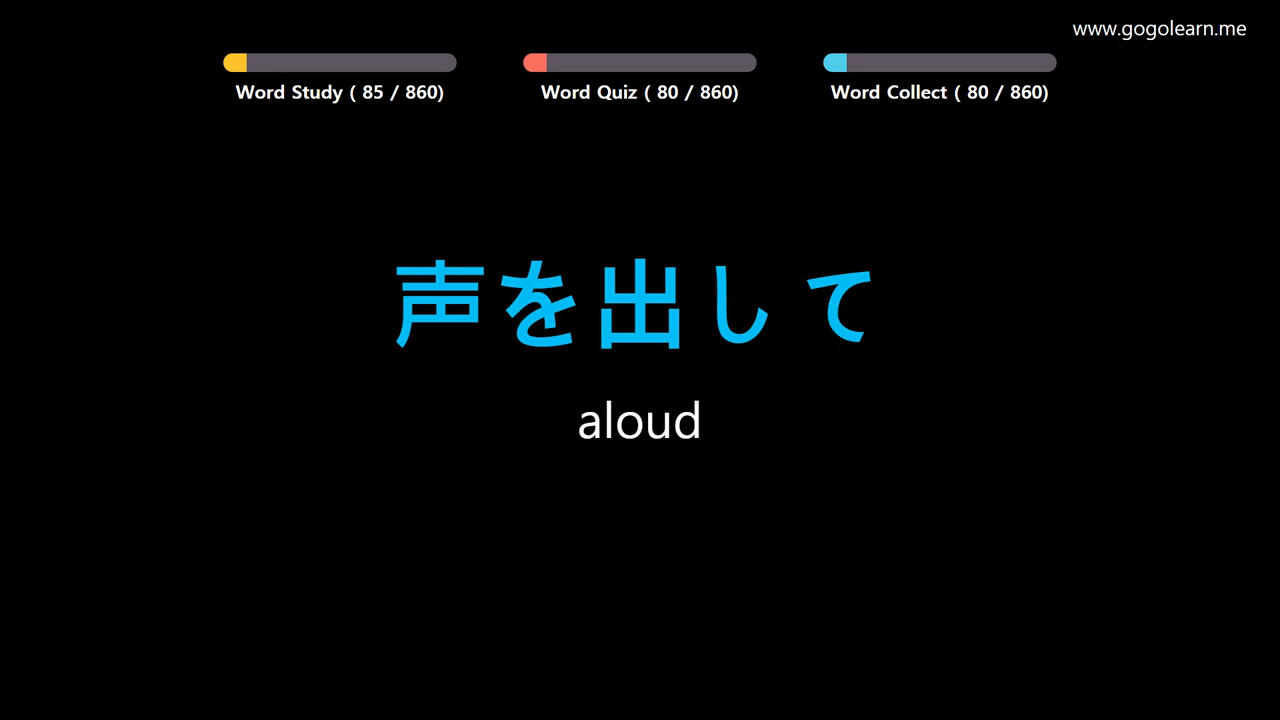 www.gogolearn.me
Word Study ( 85 / 860)
Word Quiz ( 80 / 860)
Word Collect ( 80 / 860)
声を出して
aloud